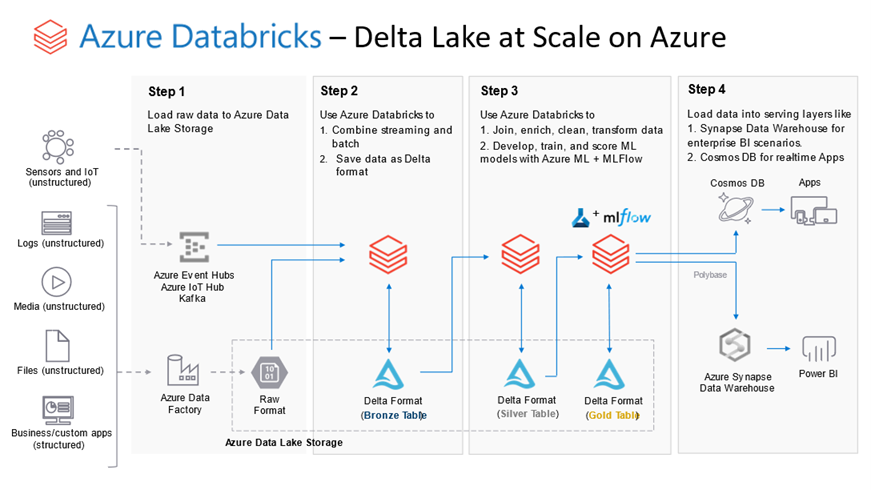 Azure Databricks – Delta Lake at Scale on Azure
Step 1
Load raw data to Azure Data
Lake Storage
Step 2
Use Azure Databricks to
1. Combine streaming and
batch
2. Save data as Delta
format
Step 3
Use Azure Databricks to
1. Join, enrich, clean, transform data
2. Develop, train, and score ML
models with Azure ML + MLFlow
Step 4
Load data into serving layers like
1. Synapse Data Warehouse for
enterprise BI scenarios.
2. Cosmos DB for realtime Apps
Sensors and IoT
(unstructured)
Logs (unstructured)
Media (unstructured)
Files (unstructured)
Business/custom apps
(structured)
Azure Event Hubs
Azure IoT Hub
Kafka
Azure Data
Factory
10
01
Raw
Format
Azure Data Lake Storage
Delta Format
(Bronze Table)
Delta Format
(Silver Table)
+ mlflow
Delta Format
(Gold Table)
Cosmos DB
Apps
Polybase
Azure Synapse
Data Warehouse
Power BI